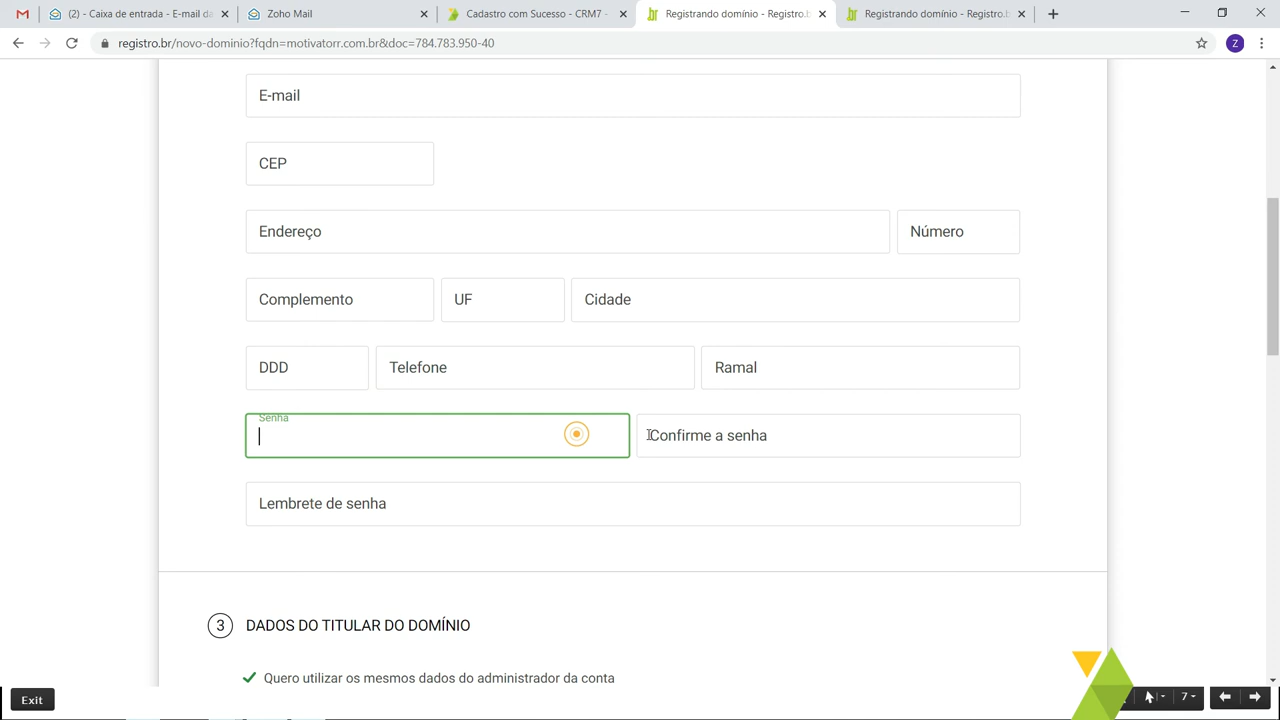 (2) - Caixa de entrada - E-mail da
Zoho Mail
Cadastro com Sucesso - CRM7 -
Registrando domínio - Registro.b
Registrando domínio - Registro.b
registro.br/novo-dominio?fqdn=motivatorr.com.br&doc=784.783.950-40
Z
E-mail
CEP
Endereço
Número
Complemento
UF
Cidade
DDD
Telefone
Ramal
Senha
Confirme a senha
Lembrete de senha
3
DADOS DO TITULAR DO DOMÍNIO
Quero utilizar os mesmos dados do administrador da conta
Exit
7